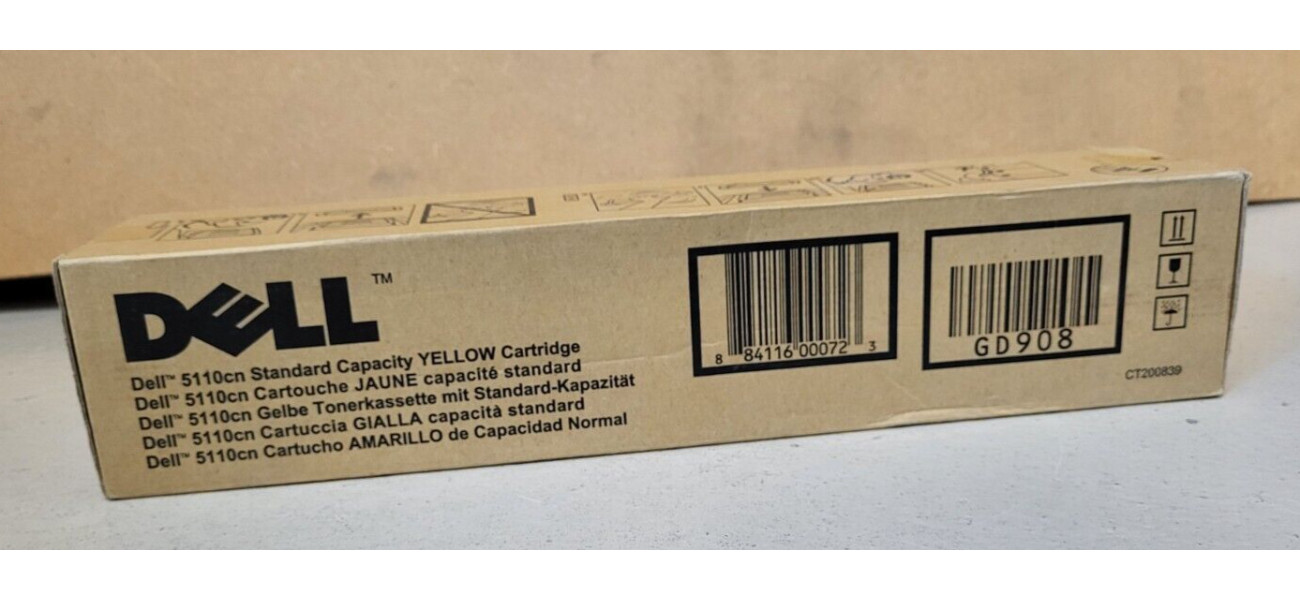 DELL™
Dell™ 5110cn Standard Capacity YELLOW Cartridge
Dell™ 5110cn Cartouche JAUNE capacité standard
Dell™ 5110cn Gelbe Tonerkassette mit Standard-Kapazität
Dell™ 5110cn Cartuccia GIALLA capacità standard
Dell™ 5110cn Cartucho AMARILLO de Capacidad Normal
8 84116 00072 3
GD908
CT200839